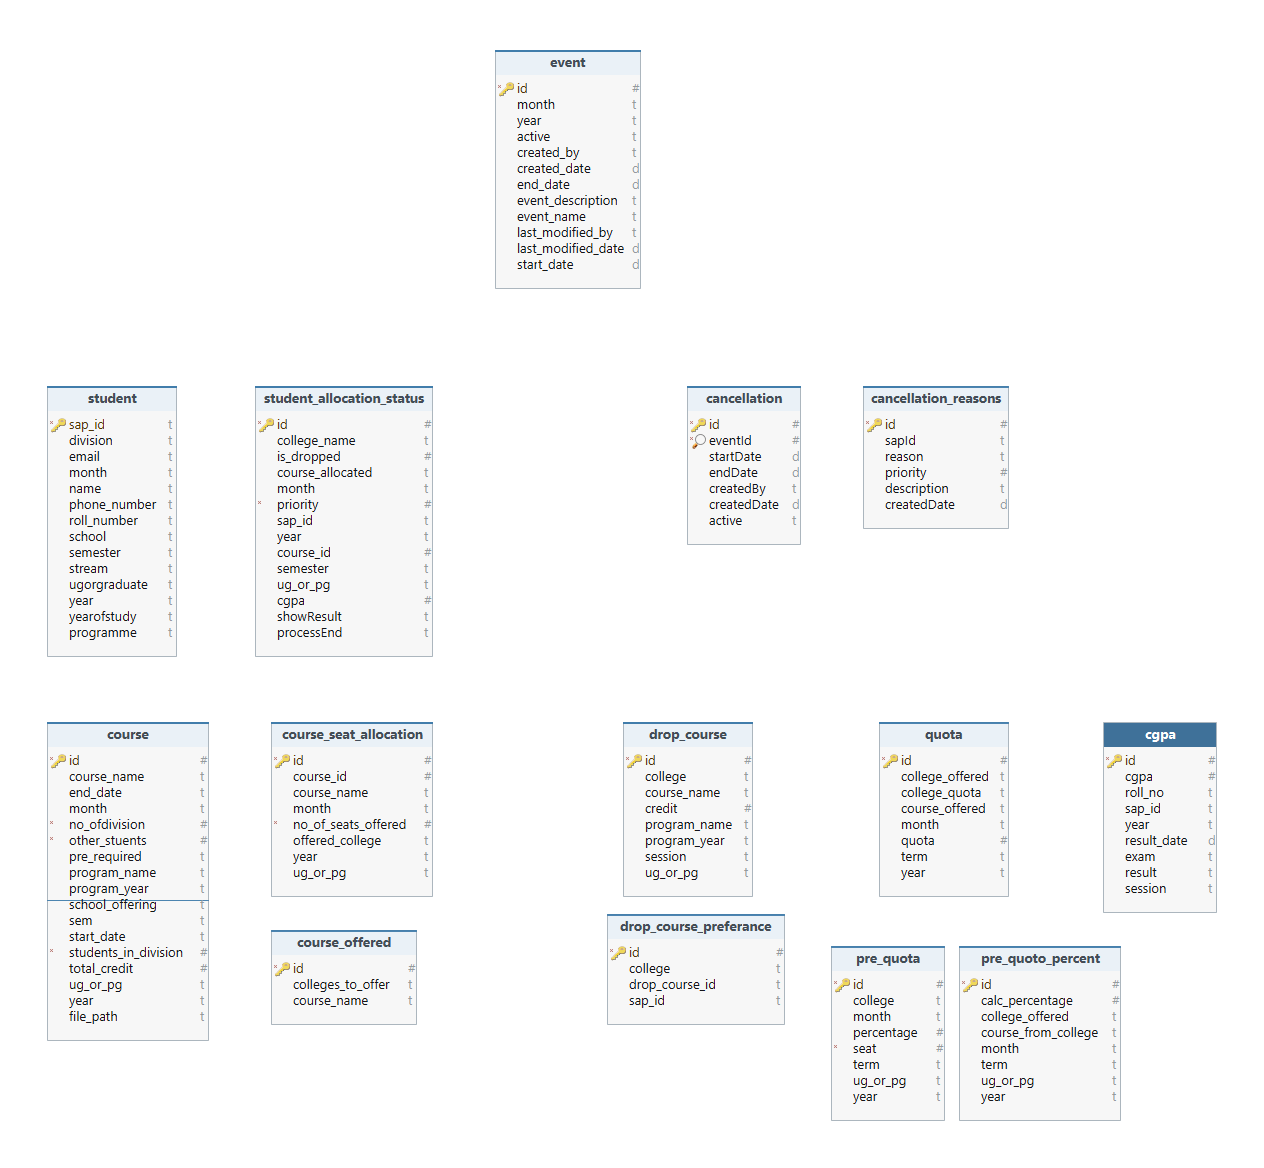 event
id #
month t
year t
active t
created_by t
created_date d
end_date d
event_description t
event_name t
last_modified_by t
last_modified_date d
start_date d
student
sap_id t
division t
email t
month t
name t
phone_number t
roll_number t
school t
semester t
stream t
ugorgraduate t
year t
yearofstudy t
programme t
student_allocation_status
id #
college_name t
is_dropped #
course_allocated t
month t
priority #
sap_id t
year t
course_id #
semester t
ug_or_pg t
cgpa #
showResult t
processEnd t
cancellation
id #
eventId #
startDate d
endDate d
createdBy t
createdDate d
active t
cancellation_reasons
id #
sapId t
reason t
priority #
description t
createdDate d
course
id #
course_name t
end_date t
month t
no_ofdivision #
other_stuents #
pre_required t
program_name t
program_year t
school_offering t
sem t
start_date t
students_in_division #
total_credit #
ug_or_pg t
year t
file_path t
course_seat_allocation
id #
course_id #
course_name t
month t
no_of_seats_offered #
offered_college t
year t
ug_or_pg t
course_offered
id #
colleges_to_offer t
course_name t
drop_course
id #
college t
course_name t
credit #
program_name t
program_year t
session t
ug_or_pg t
drop_course_preferance
id #
college t
drop_course_id t
sap_id t
quota
id #
college_offered t
college_quota t
course_offered t
month t
quota #
term t
year t
pre_quota
id #
college t
month t
percentage #
seat #
term t
ug_or_pg t
year t
pre_quoto_percent
id #
calc_percentage #
college_offered t
course_from_college t
month t
term t
ug_or_pg t
year t
cgpa
id #
cgpa #
roll_no t
sap_id t
year t
result_date d
exam t
result t
session t